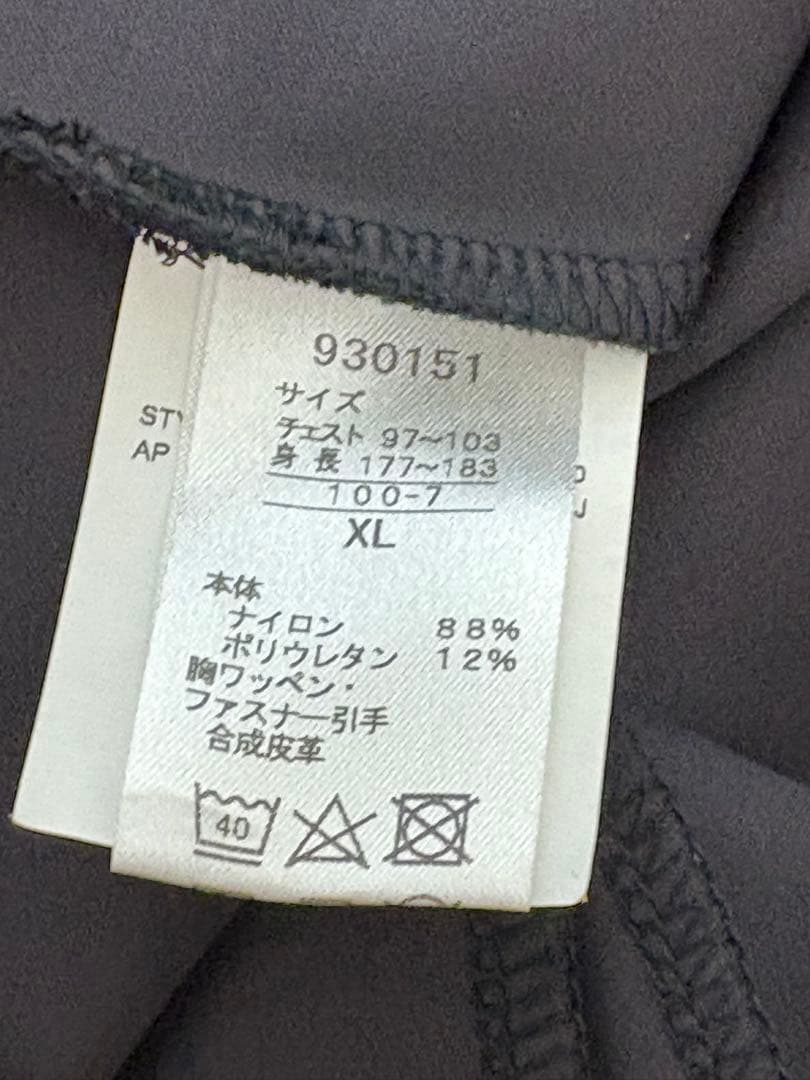 930151
サイズ
チェスト 97〜103
身長 177〜183
100-7
XL
本体
ナイロン 88%
ポリウレタン 12%
胸ワッペン・
ファスナー引手
合成皮革
40
AP